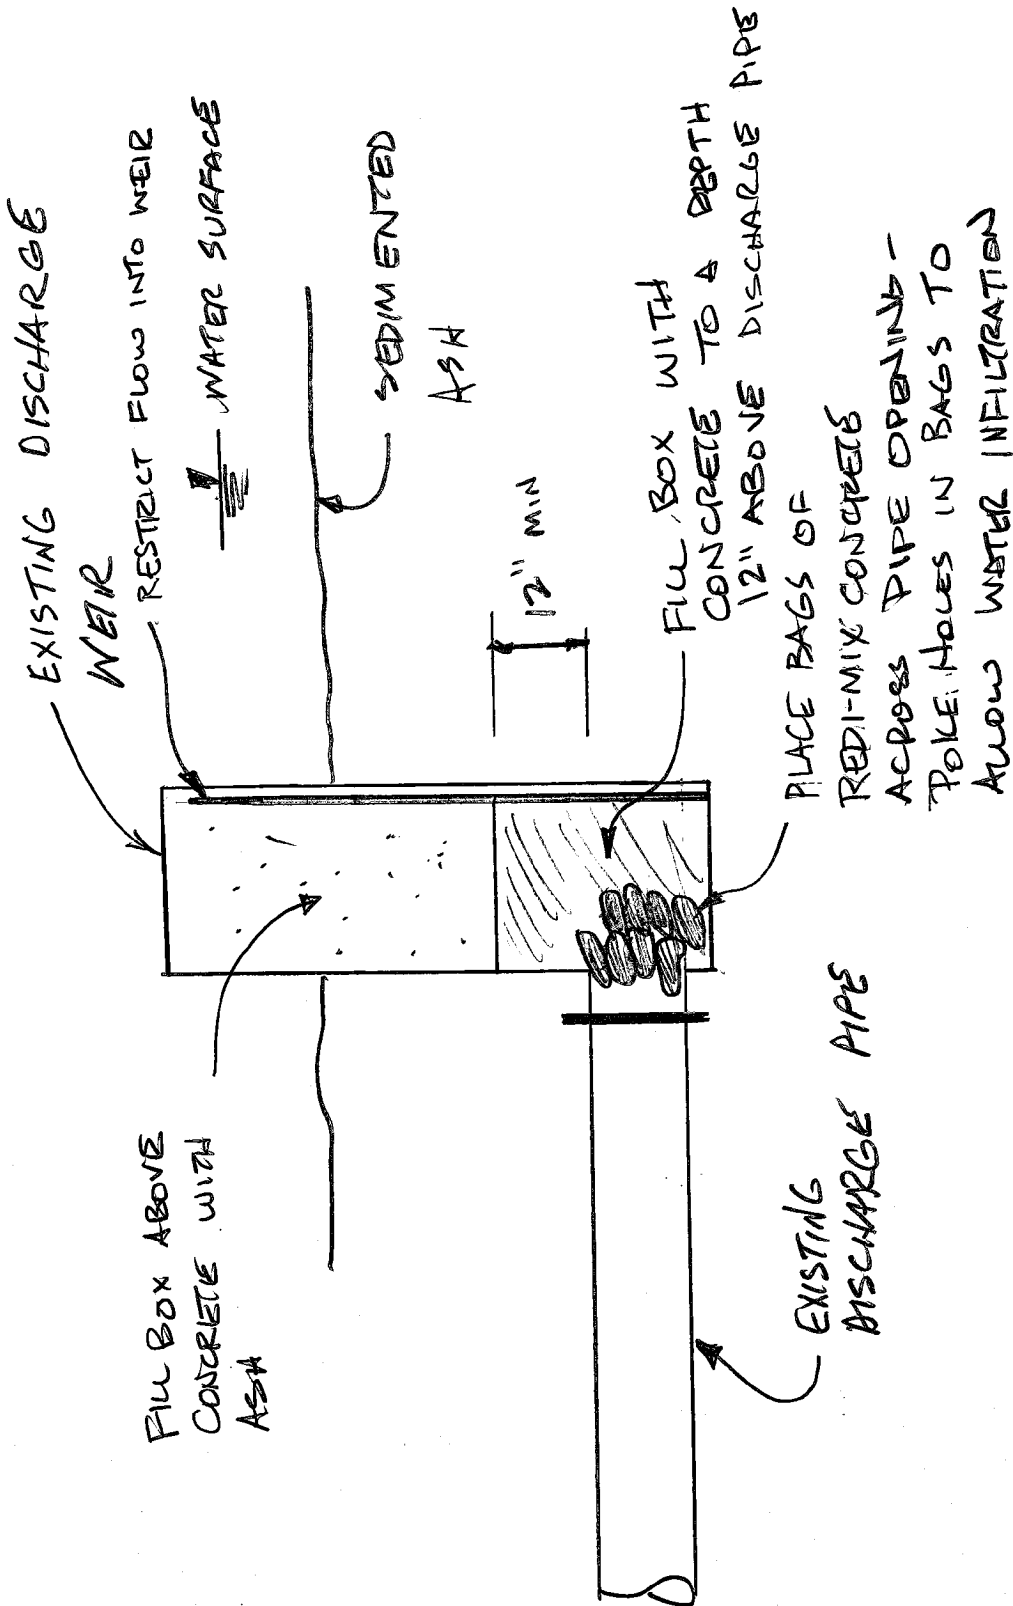 EXISTING DISCHARGE
WEIR
RESTRICT FLOW INTO WEIR
WATER SURFACE
SEDIMENTED
ASH
12" MIN
FILL BOX WITH
CONCRETE TO A DEPTH
12" ABOVE DISCHARGE PIPE
PLACE BAGS OF
REDI-MIX CONCRETE
ACROSS PIPE OPENING -
POKE HOLES IN BAGS TO
ALLOW WATER INFILTRATION
FILL BOX ABOVE
CONCRETE WITH
ASH
EXISTING
DISCHARGE PIPE